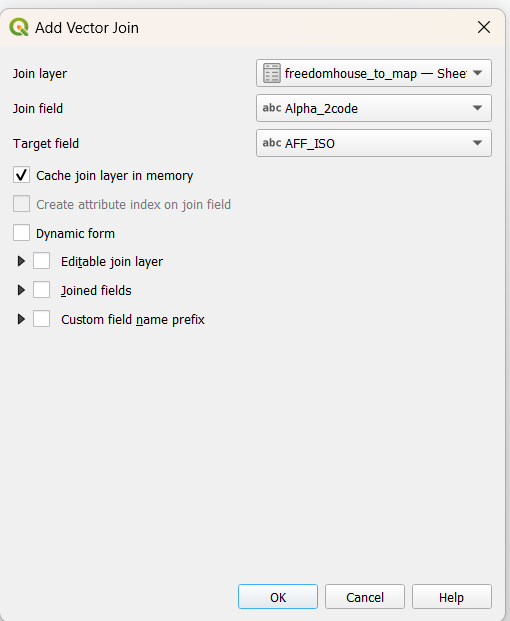 Add Vector Join
Join layer
freedomhouse_to_map — Shee
Join field
abc Alpha_2code
Target field
abc AFF_ISO
Cache join layer in memory
Create attribute index on join field
Dynamic form
Editable join layer
Joined fields
Custom field name prefix
OK Cancel Help